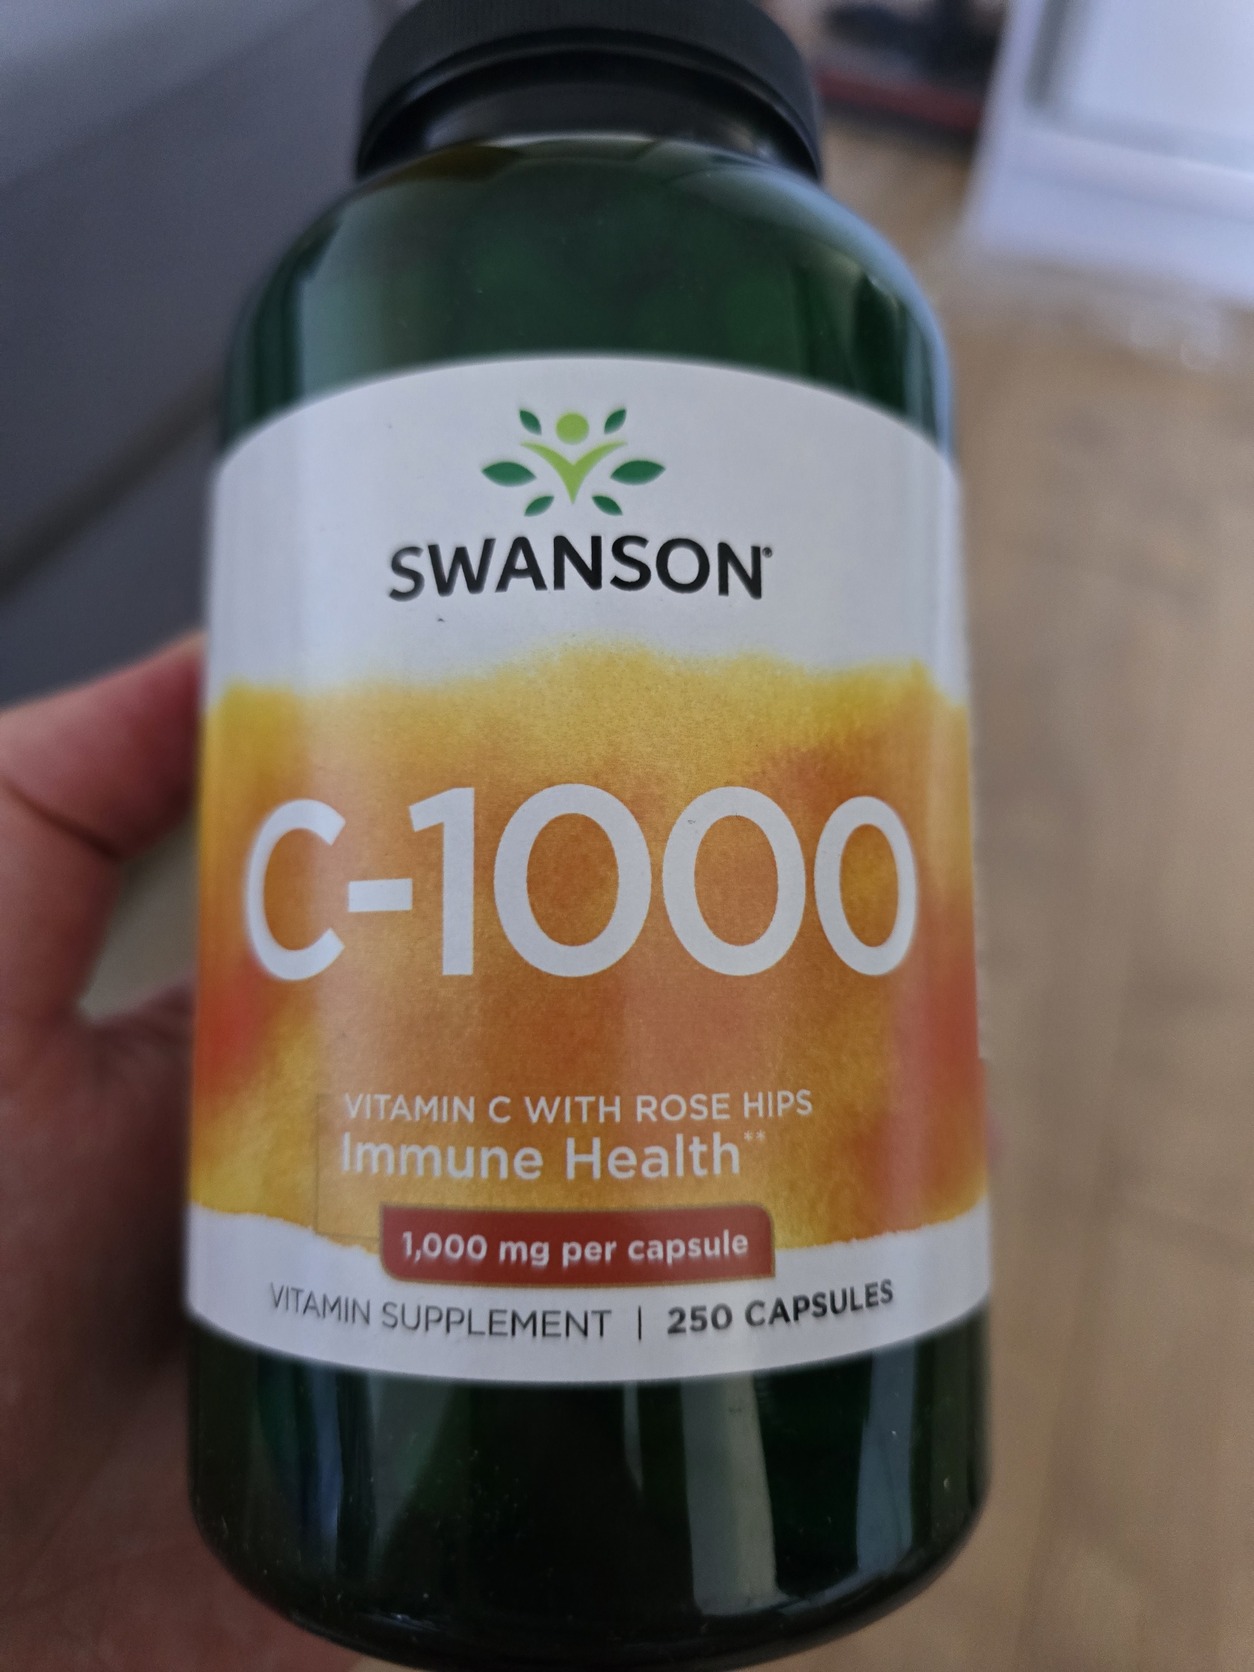 SWANSON®
C-1000
VITAMIN C WITH ROSE HIPS
Immune Health**
1,000 mg per capsule
VITAMIN SUPPLEMENT | 250 CAPSULES